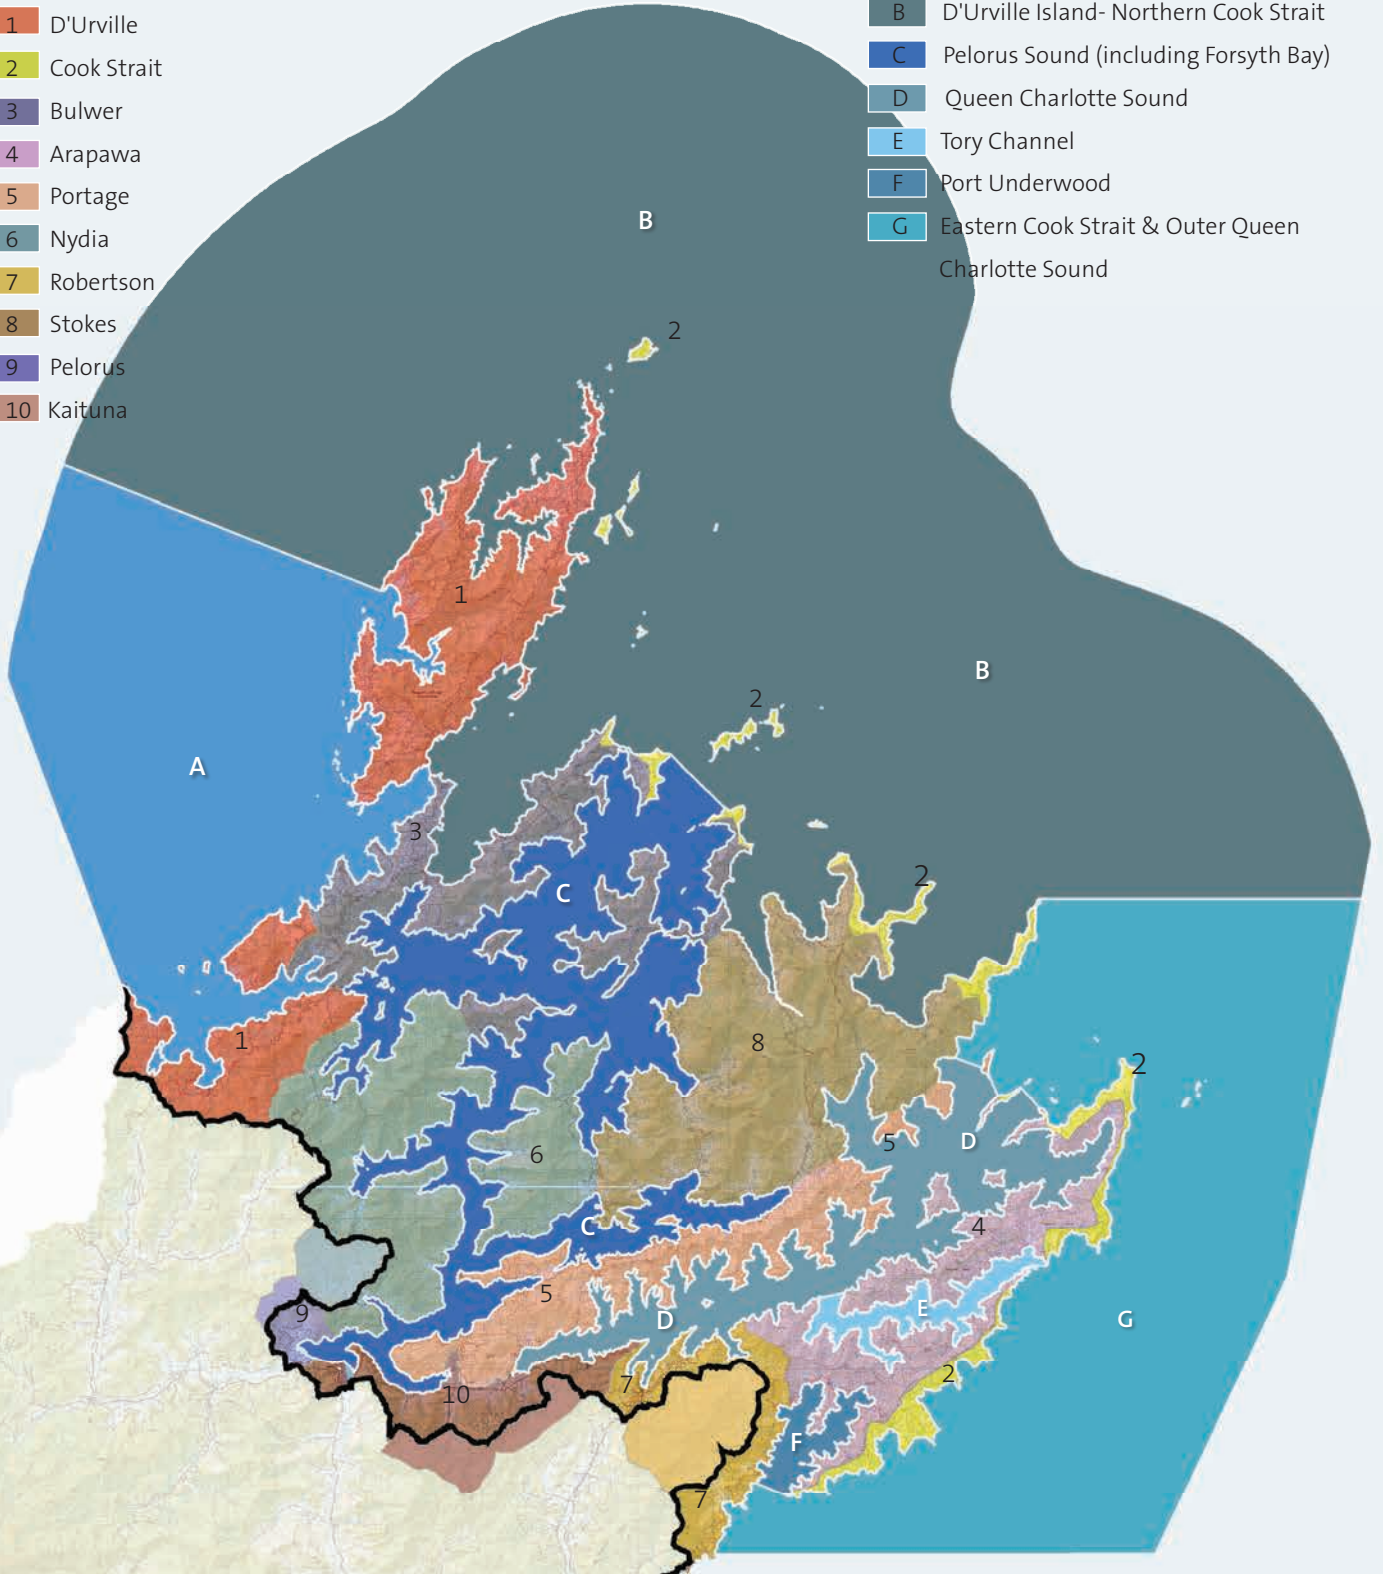 1 D'Urville
2 Cook Strait
3 Bulwer
4 Arapawa
5 Portage
6 Nydia
7 Robertson
8 Stokes
9 Pelorus
10 Kaituna
B D'Urville Island- Northern Cook Strait
C Pelorus Sound (including Forsyth Bay)
D Queen Charlotte Sound
E Tory Channel
F Port Underwood
G Eastern Cook Strait & Outer Queen
Charlotte Sound
B
2
1
B
2
A
3
2
C
8
1
2
5
D
6
4
C
5
9
E
D
G
2
7
10
F
7